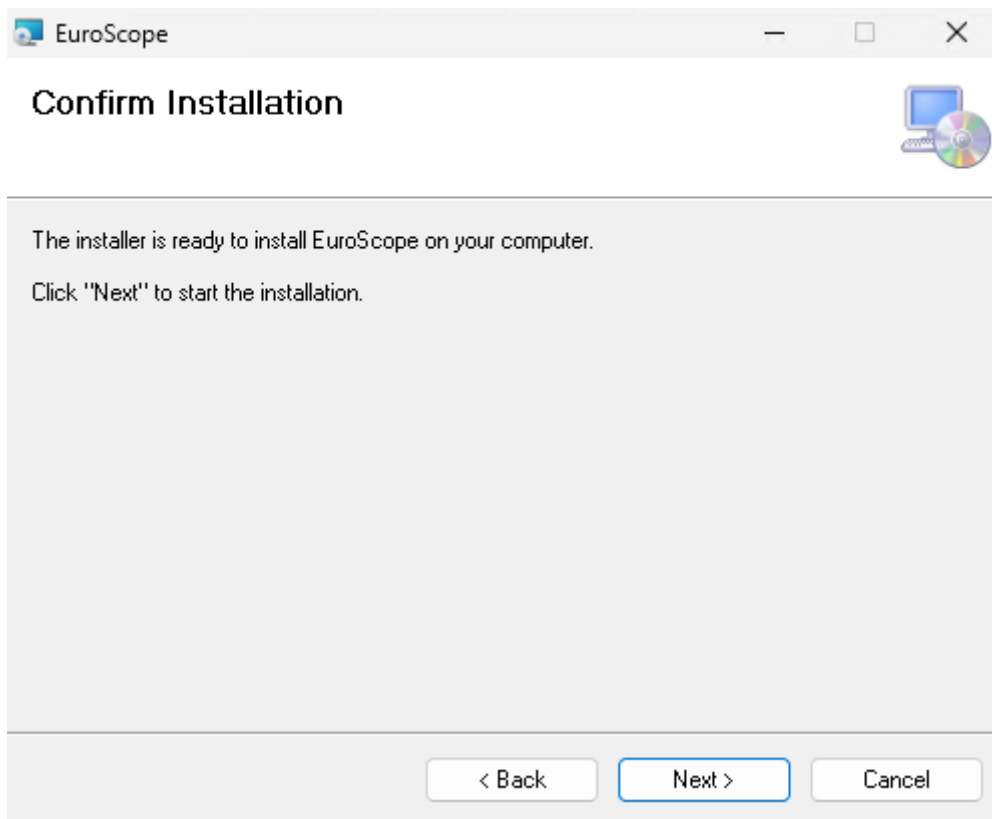 EuroScope
Confirm Installation
The installer is ready to install EuroScope on your computer.
Click "Next" to start the installation.
< Back
Next >
Cancel